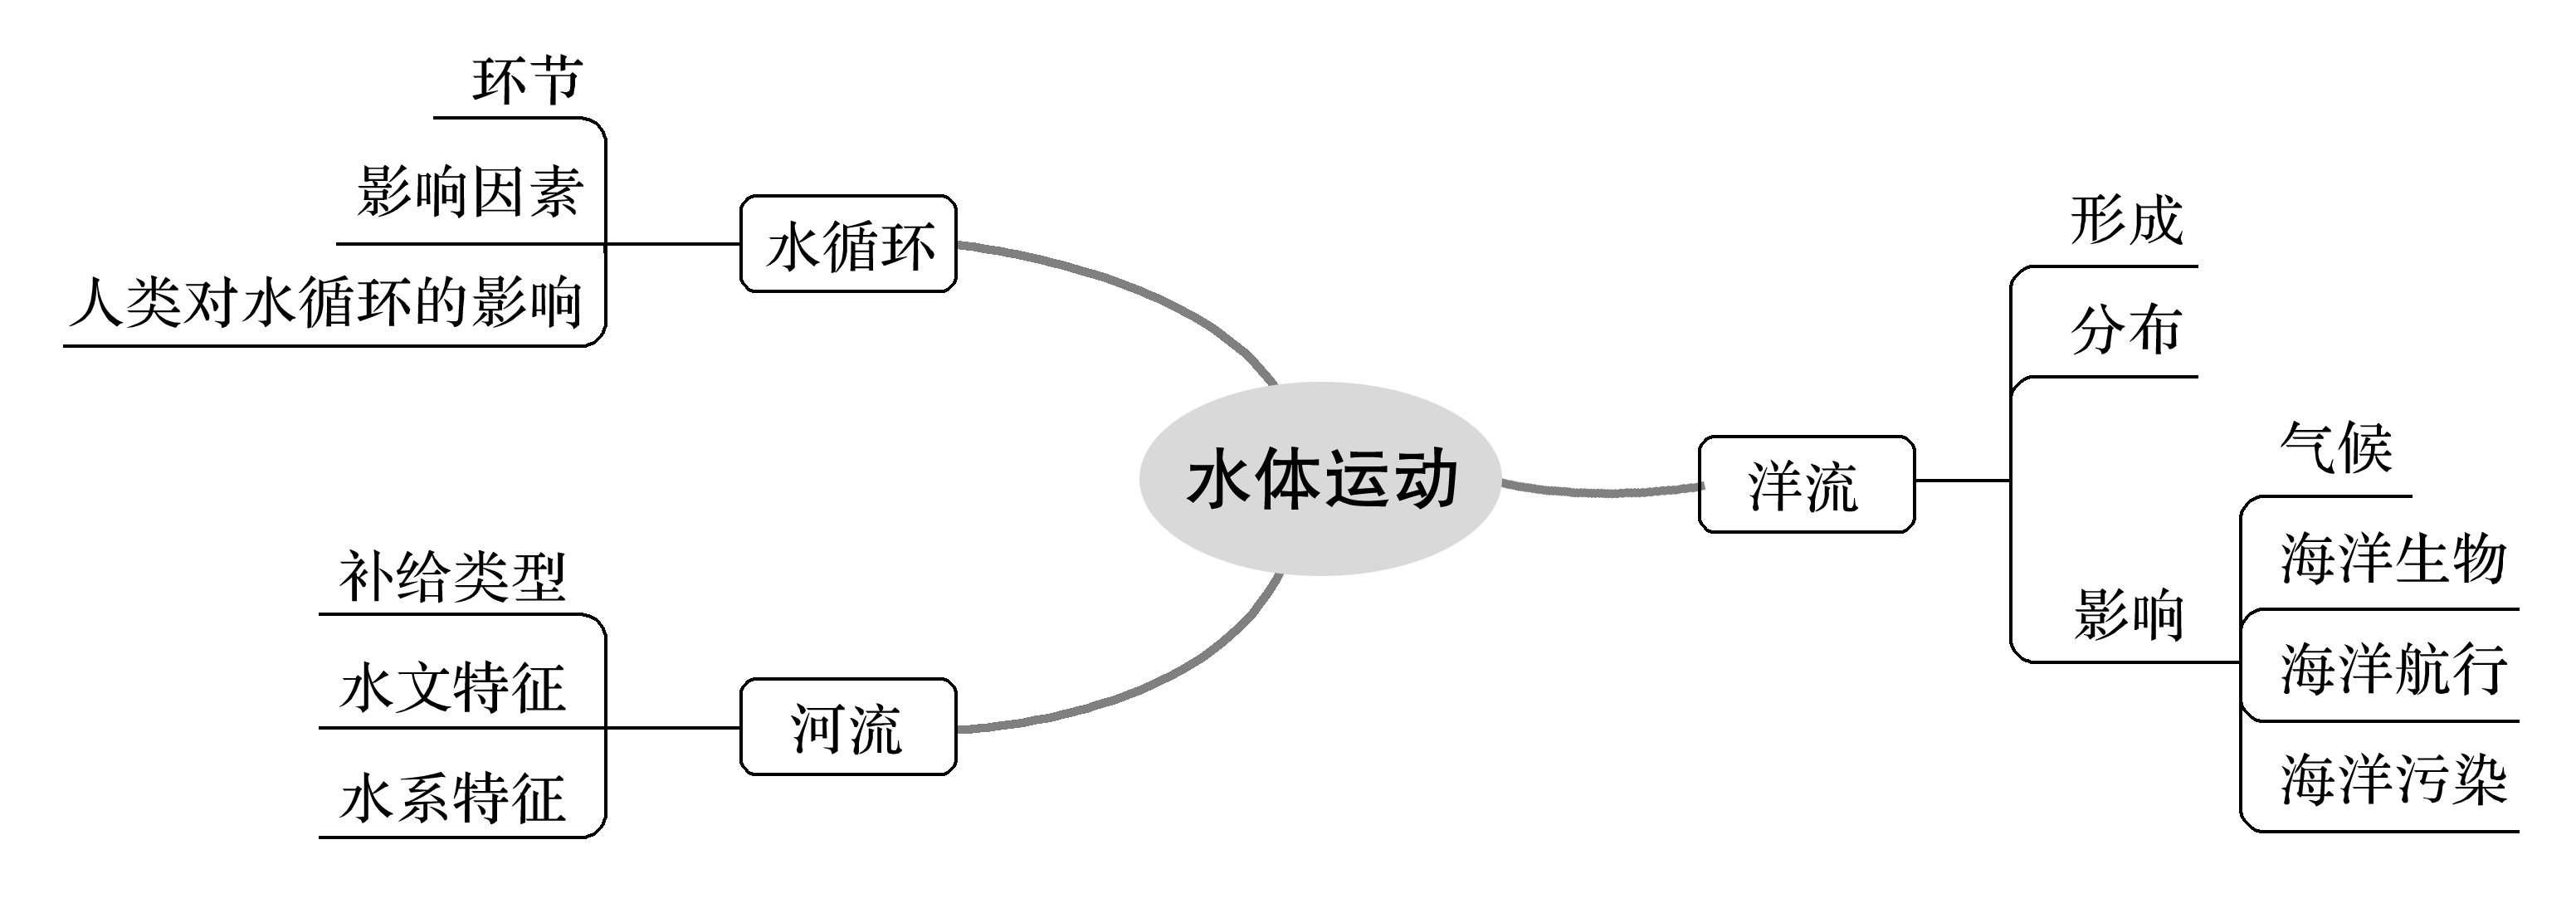 水体运动
水循环
环节
影响因素
人类对水循环的影响
河流
补给类型
水文特征
水系特征
洋流
形成
分布
影响
气候
海洋生物
海洋航行
海洋污染